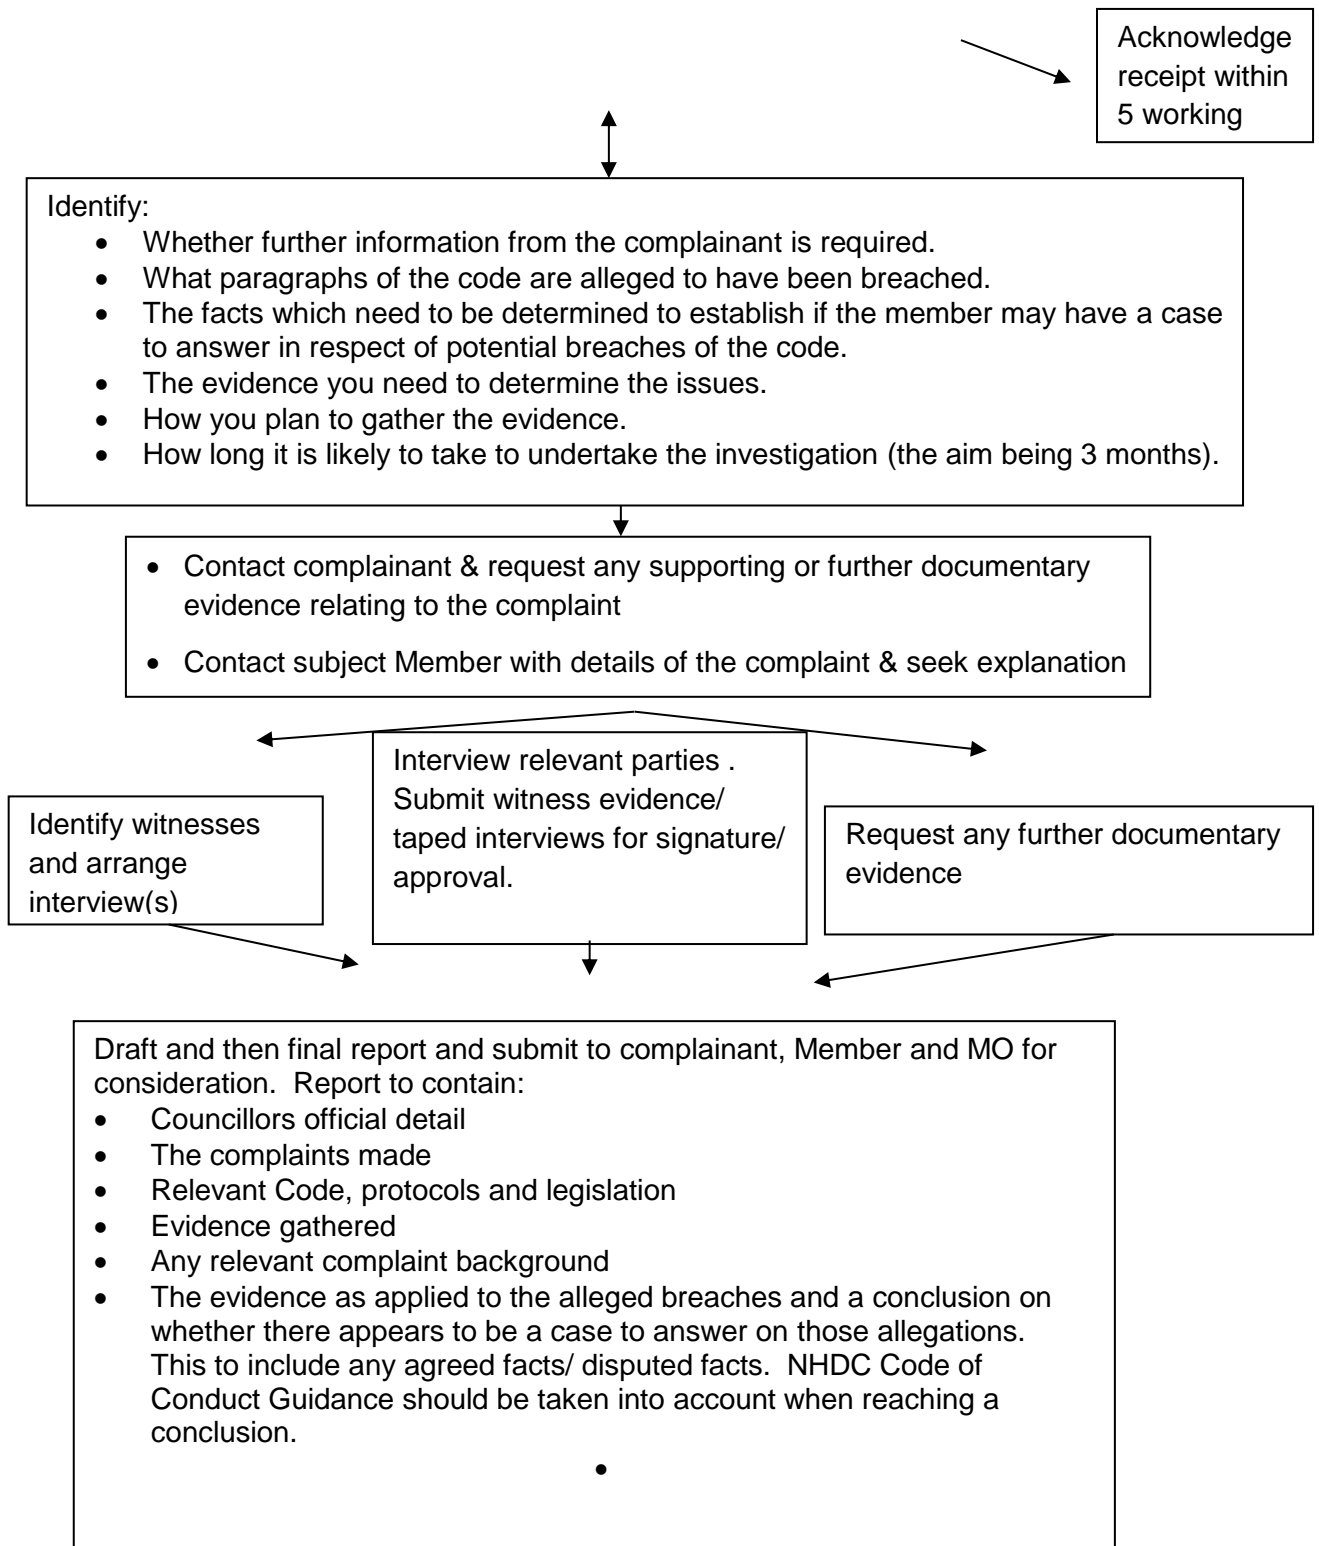 Acknowledge
receipt within
5 working
Identify:
• Whether further information from the complainant is required.
• What paragraphs of the code are alleged to have been breached.
• The facts which need to be determined to establish if the member may have a case
to answer in respect of potential breaches of the code.
• The evidence you need to determine the issues.
• How you plan to gather the evidence.
• How long it is likely to take to undertake the investigation (the aim being 3 months).
• Contact complainant & request any supporting or further documentary
evidence relating to the complaint
• Contact subject Member with details of the complaint & seek explanation
Identify witnesses
and arrange
interview(s)
Interview relevant parties .
Submit witness evidence/
taped interviews for signature/
approval.
Request any further documentary
evidence
Draft and then final report and submit to complainant, Member and MO for
consideration.  Report to contain:
• Councillors official detail
• The complaints made
• Relevant Code, protocols and legislation
• Evidence gathered
• Any relevant complaint background
• The evidence as applied to the alleged breaches and a conclusion on
whether there appears to be a case to answer on those allegations.
This to include any agreed facts/ disputed facts.  NHDC Code of
Conduct Guidance should be taken into account when reaching a
conclusion.
•